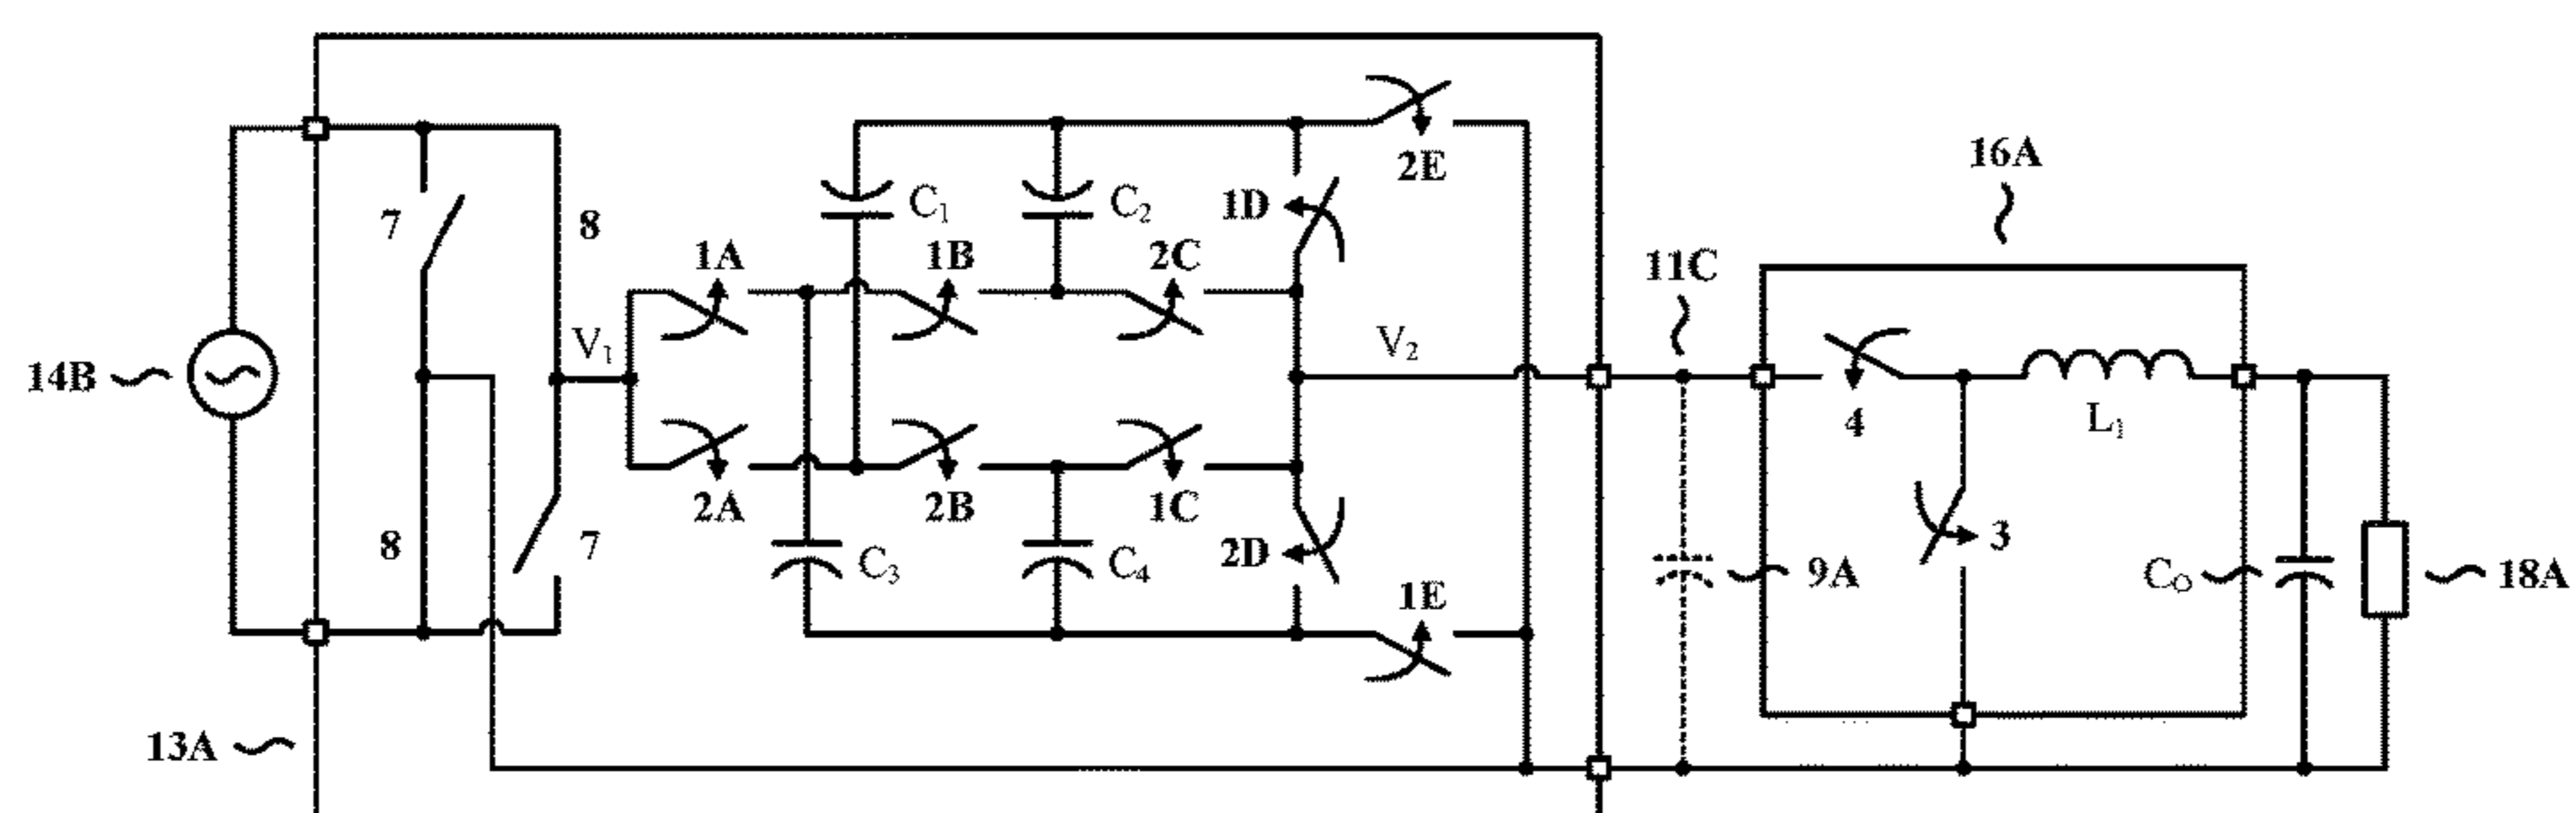 2E
16A
7
8
C₁
C₂
1D
1A
1B
2C
11C
V₁
V₂
14B
4
L₁
2A
2B
1C
8
7
C₃
C₄
2D
3
9A
C_O
18A
1E
13A